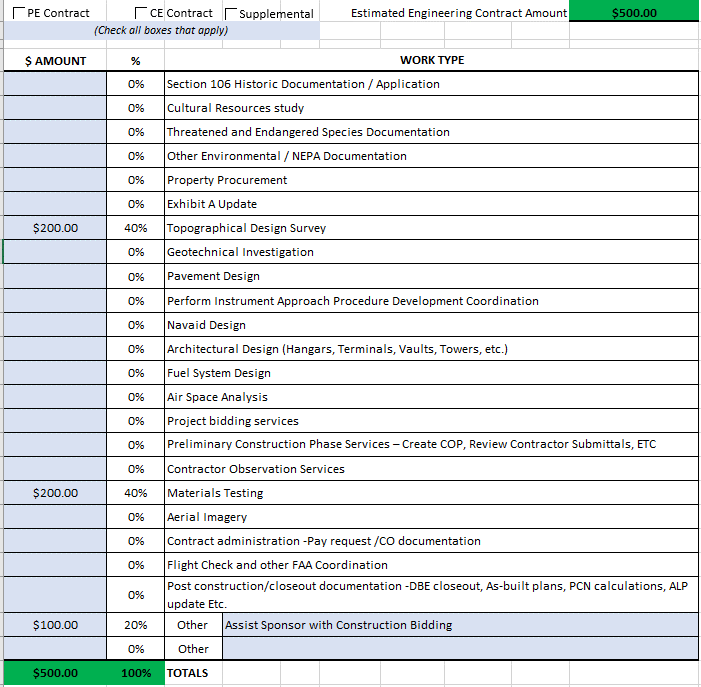 PE Contract CE Contract Supplemental Estimated Engineering Contract Amount $500.00
(Check all boxes that apply)
$ AMOUNT % WORK TYPE
0% Section 106 Historic Documentation / Application
0% Cultural Resources study
0% Threatened and Endangered Species Documentation
0% Other Environmental / NEPA Documentation
0% Property Procurement
0% Exhibit A Update
$200.00 40% Topographical Design Survey
0% Geotechnical Investigation
0% Pavement Design
0% Perform Instrument Approach Procedure Development Coordination
0% Navaid Design
0% Architectural Design (Hangars, Terminals, Vaults, Towers, etc.)
0% Fuel System Design
0% Air Space Analysis
0% Project bidding services
0% Preliminary Construction Phase Services – Create COP, Review Contractor Submittals, ETC
0% Contractor Observation Services
$200.00 40% Materials Testing
0% Aerial Imagery
0% Contract administration -Pay request /CO documentation
0% Flight Check and other FAA Coordination
0% Post construction/closeout documentation -DBE closeout, As-built plans, PCN calculations, ALP
update Etc.
$100.00 20% Other Assist Sponsor with Construction Bidding
0% Other
$500.00 100% TOTALS